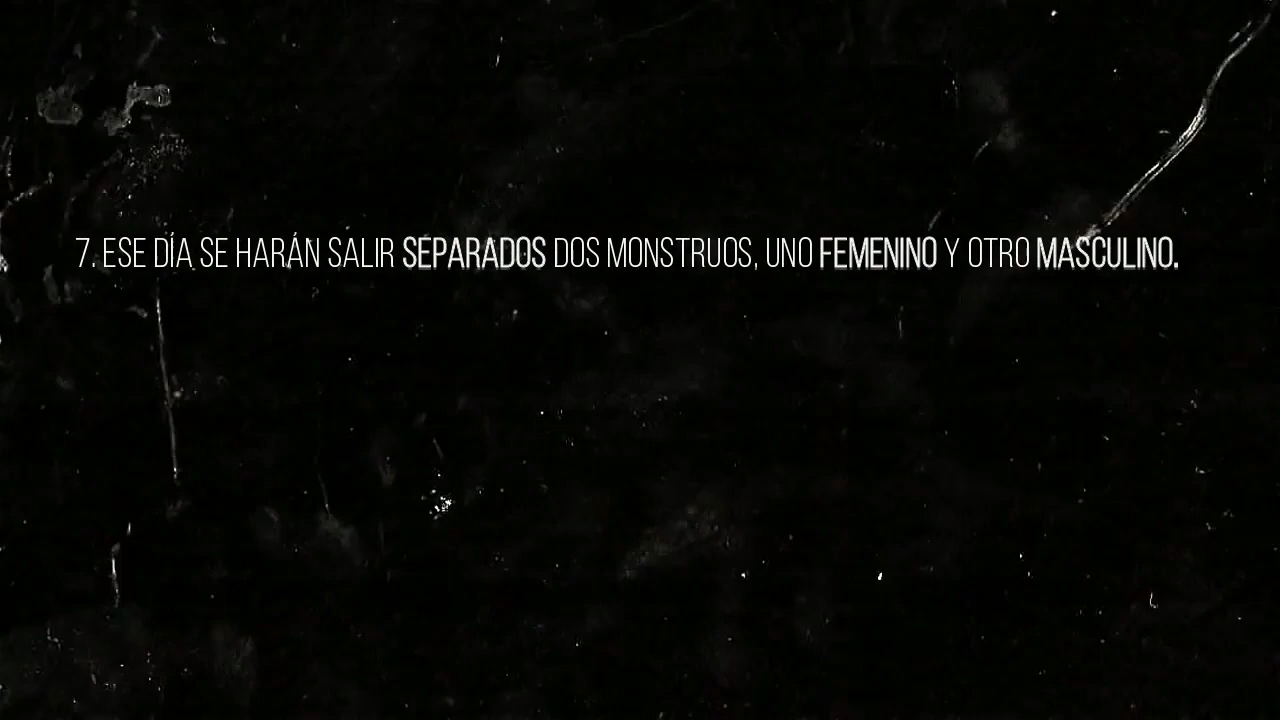 7. ESE DÍA SE HARÁN SALIR SEPARADOS DOS MONSTRUOS, UNO FEMENINO Y OTRO MASCULINO.